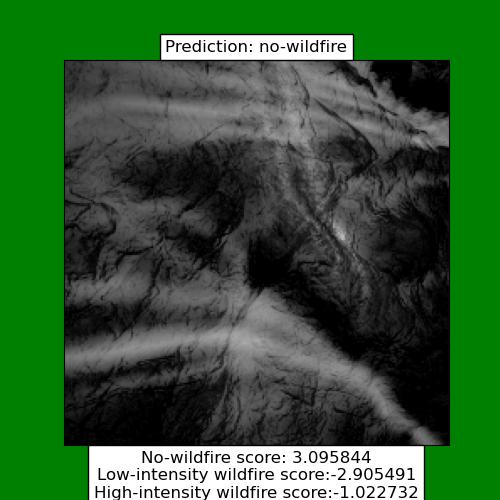 Prediction: no-wildfire
No-wildfire score: 3.095844
Low-intensity wildfire score:-2.905491
High-intensity wildfire score:-1.022732